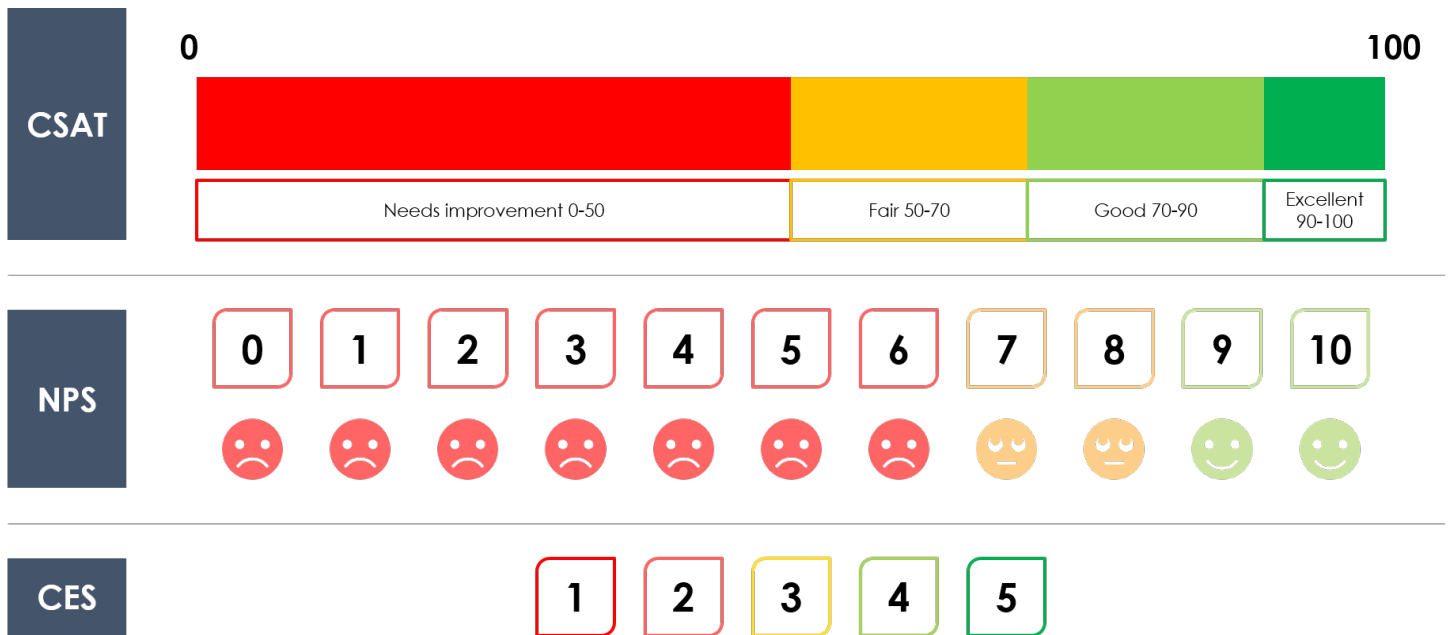 0
100
CSAT
Needs improvement 0-50
Fair 50-70
Good 70-90
Excellent
90-100
NPS
0 1 2 3 4 5 6 7 8 9 10
CES
1 2 3 4 5